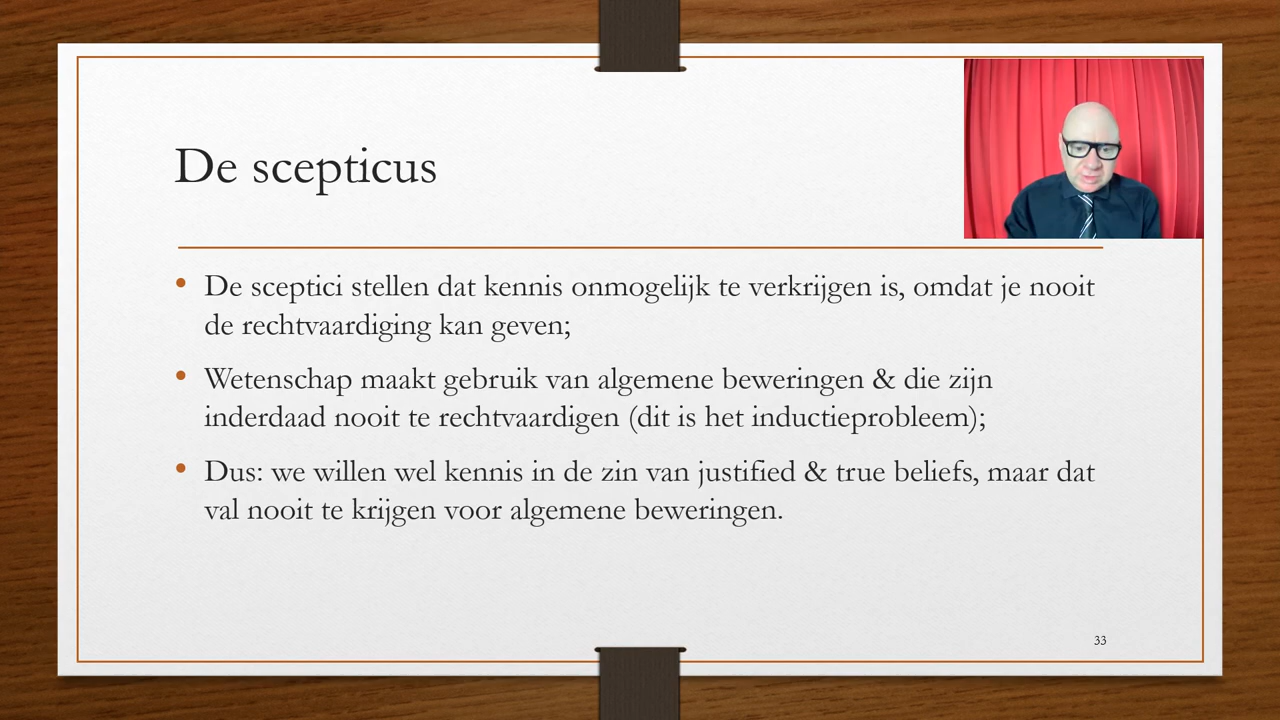 De scepticus
• De sceptici stellen dat kennis onmogelijk te verkrijgen is, omdat je nooit
de rechtvaardiging kan geven;
• Wetenschap maakt gebruik van algemene beweringen & die zijn
inderdaad nooit te rechtvaardigen (dit is het inductieprobleem);
• Dus: we willen wel kennis in de zin van justified & true beliefs, maar dat
val nooit te krijgen voor algemene beweringen.
33